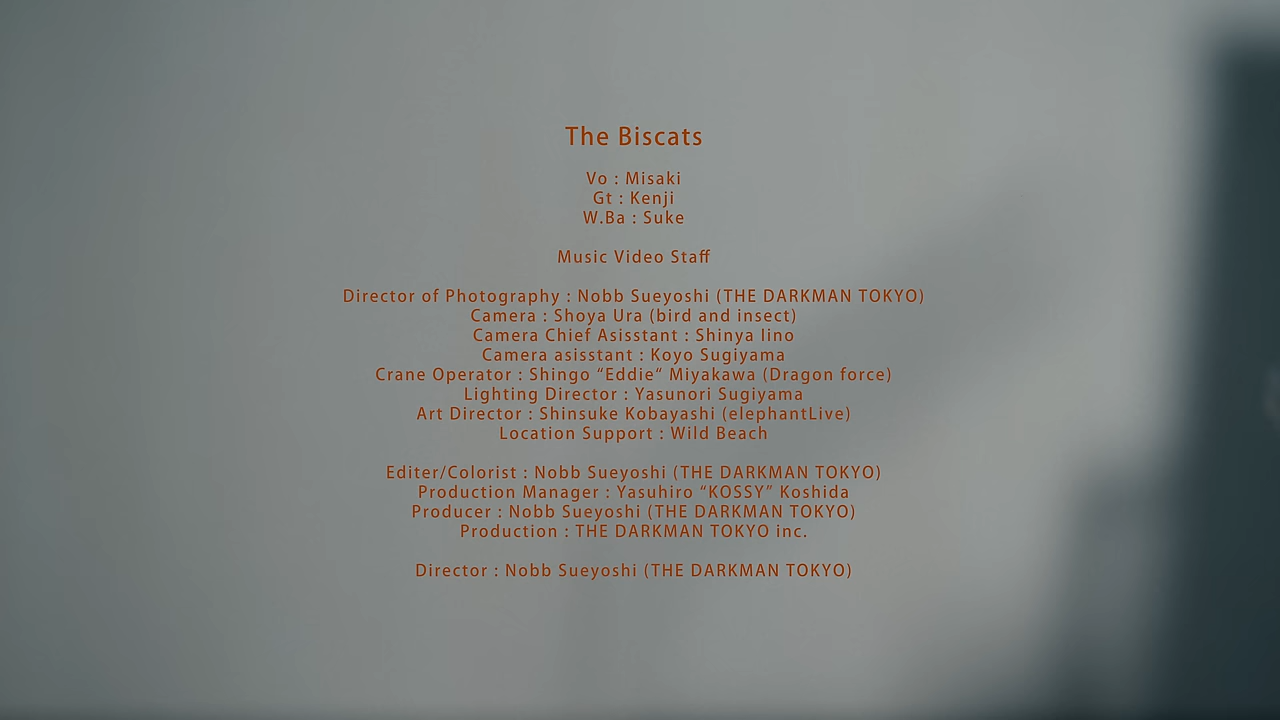 The Biscats
Vo : Misaki
Gt : Kenji
W.Ba : Suke
Music Video Staff
Director of Photography : Nobb Sueyoshi (THE DARKMAN TOKYO)
Camera : Shoya Ura (bird and insect)
Camera Chief Asisstant : Shinya Iino
Camera asisstant : Koyo Sugiyama
Crane Operator : Shingo “Eddie” Miyakawa (Dragon force)
Lighting Director : Yasunori Sugiyama
Art Director : Shinsuke Kobayashi (elephantLive)
Location Support : Wild Beach
Editer/Colorist : Nobb Sueyoshi (THE DARKMAN TOKYO)
Production Manager : Yasuhiro “KOSSY” Koshida
Producer : Nobb Sueyoshi (THE DARKMAN TOKYO)
Production : THE DARKMAN TOKYO inc.
Director : Nobb Sueyoshi (THE DARKMAN TOKYO)